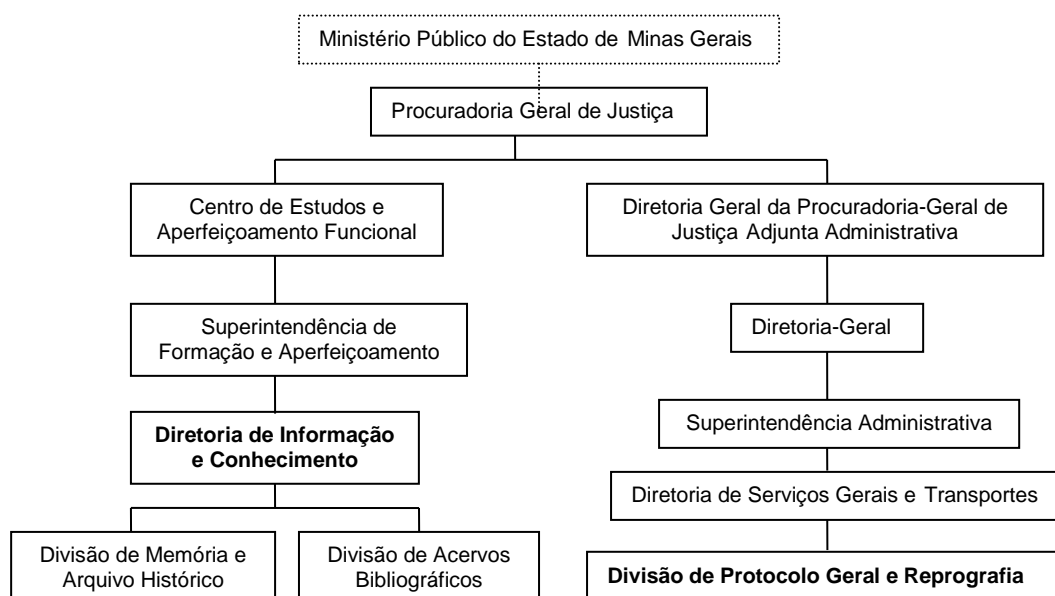 Ministério Público do Estado de Minas Gerais
Procuradoria Geral de Justiça
Centro de Estudos e
Aperfeiçoamento Funcional
Diretoria Geral da Procuradoria-Geral de
Justiça Adjunta Administrativa
Superintendência de
Formação e Aperfeiçoamento
Diretoria-Geral
Diretoria de Informação
e Conhecimento
Superintendência Administrativa
Diretoria de Serviços Gerais e Transportes
Divisão de Memória e
Arquivo Histórico
Divisão de Acervos
Bibliográficos
Divisão de Protocolo Geral e Reprografia